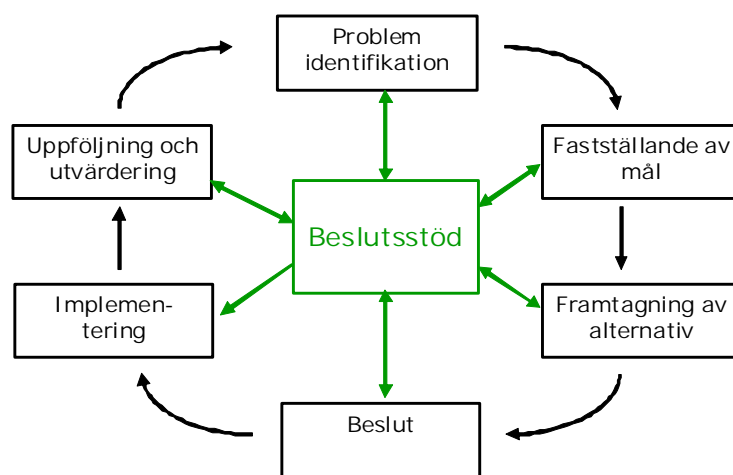 Problem
identifikation
Uppföljning och
utvärdering
Fastställande av
mål
Beslutsstöd
Implemen-
tering
Framtagning av
alternativ
Beslut